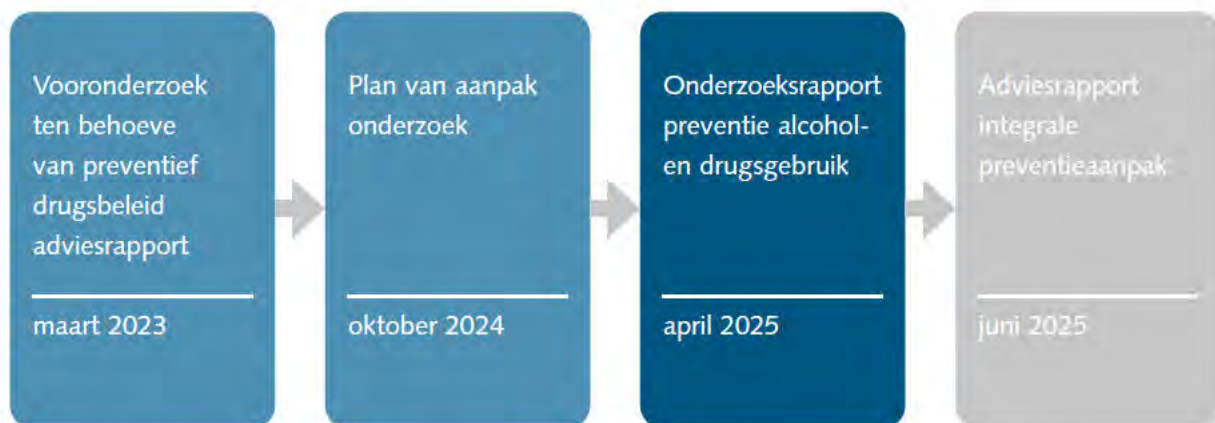 Vooronderzoek
ten behoeve
van preventief
drugsbeleid
adviesrapport
maart 2023
Plan van aanpak
onderzoek
oktober 2024
Onderzoeksrapport
preventie alcohol-
en drugsgebruik
april 2025
Adviesrapport
integrale
preventieaanpak
juni 2025